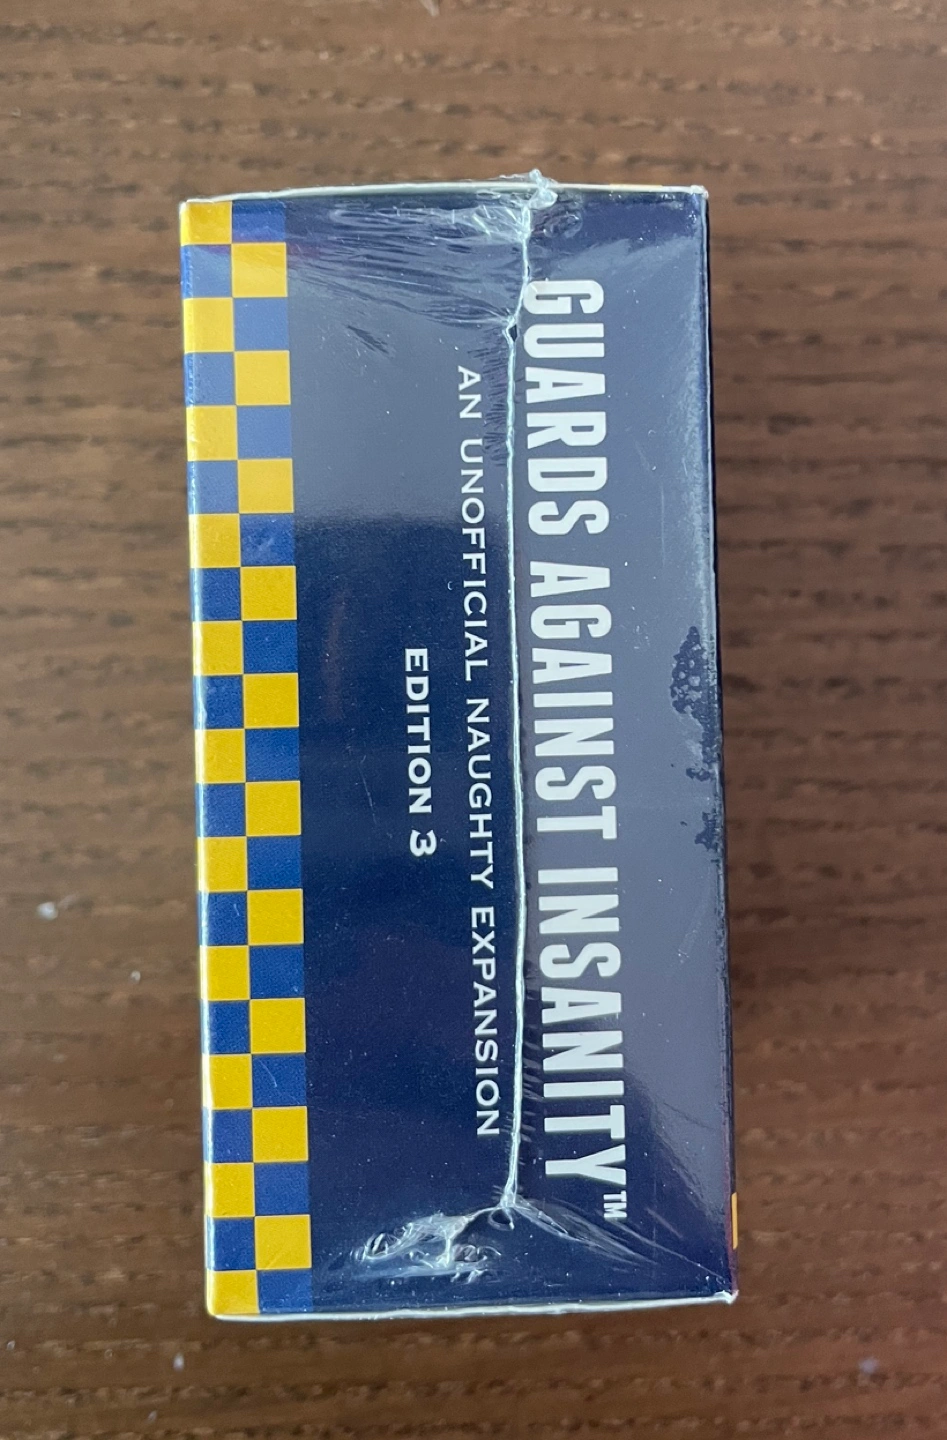 GUARDS AGAINST INSANITY™
AN UNOFFICIAL NAUGHTY EXPANSION
EDITION 3